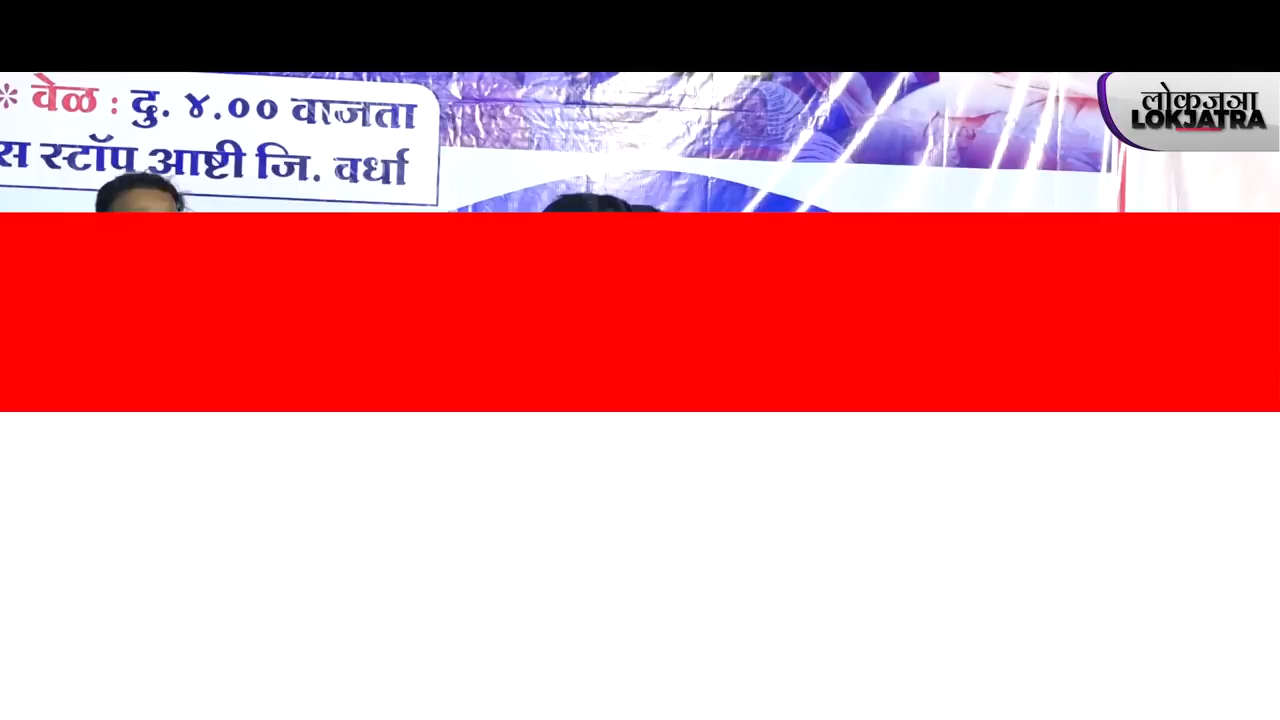 * वेळ : दु. ४.०० वाजता
स स्टॉप आष्टी जि. वर्धा
लोकजत्रा
LOKJATRA